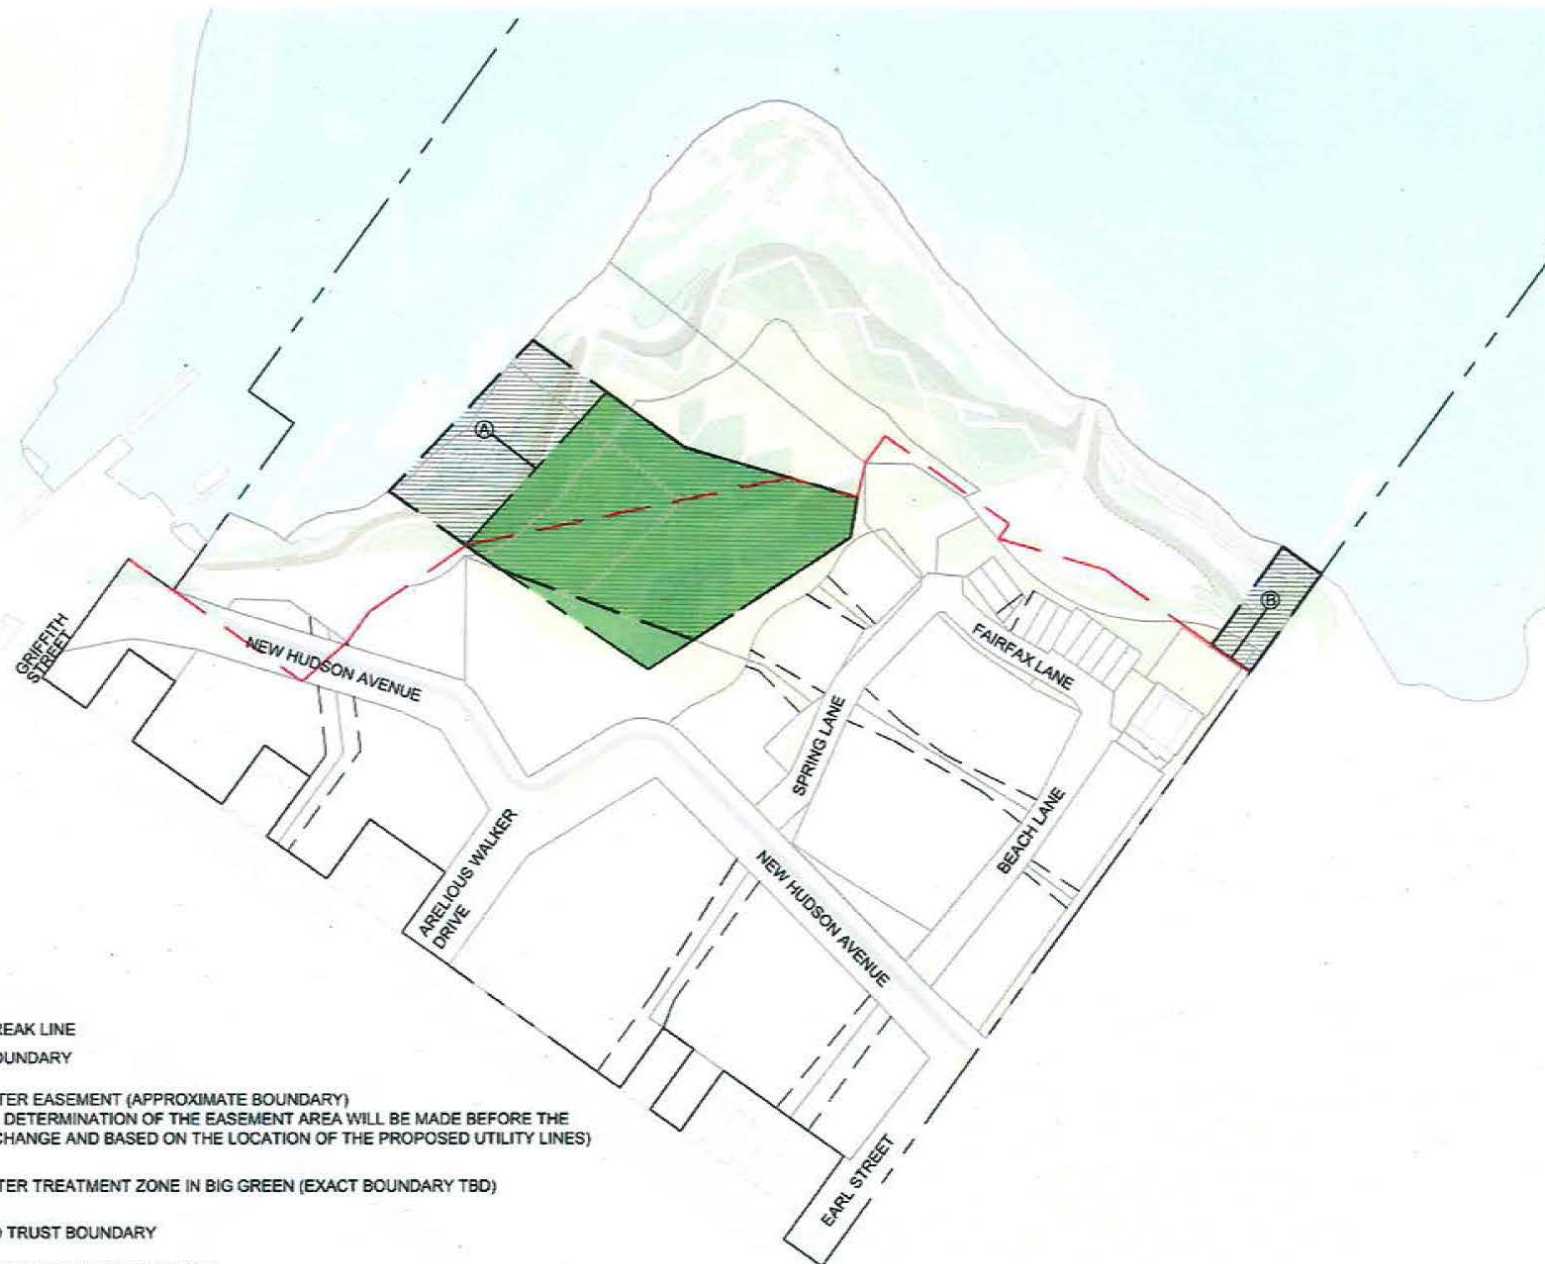 A
B
GRIFFITH
STREET
NEW HUDSON AVENUE
FAIRFAX LANE
SPRING LANE
BEACH LANE
ARELIOUS WALKER
DRIVE
NEW HUDSON AVENUE
EARL STREET
REAK LINE
OUNDARY
TER EASEMENT (APPROXIMATE BOUNDARY)
DETERMINATION OF THE EASEMENT AREA WILL BE MADE BEFORE THE
CHANGE AND BASED ON THE LOCATION OF THE PROPOSED UTILITY LINES)
TER TREATMENT ZONE IN BIG GREEN (EXACT BOUNDARY TBD)
TRUST BOUNDARY